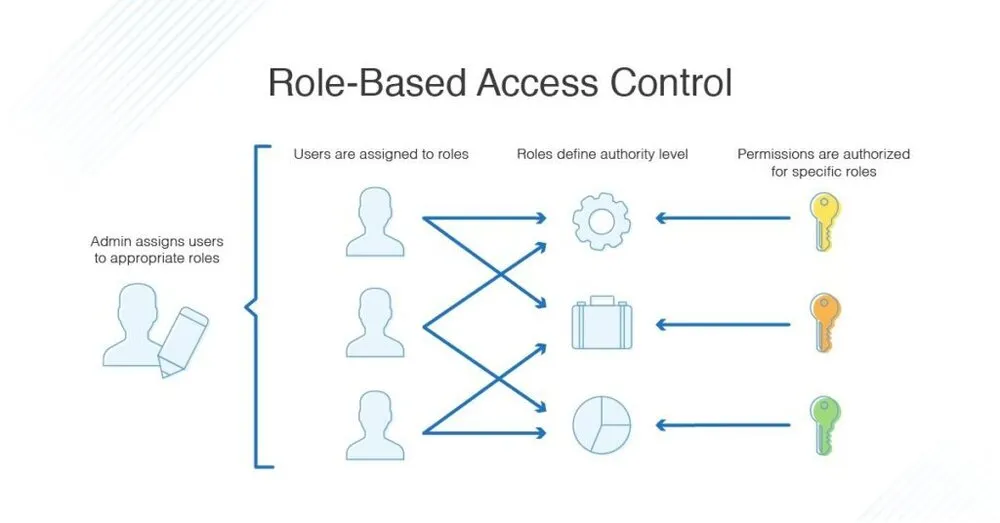 Role-Based Access Control
Users are assigned to roles
Roles define authority level
Permissions are authorized
for specific roles
Admin assigns users
to appropriate roles